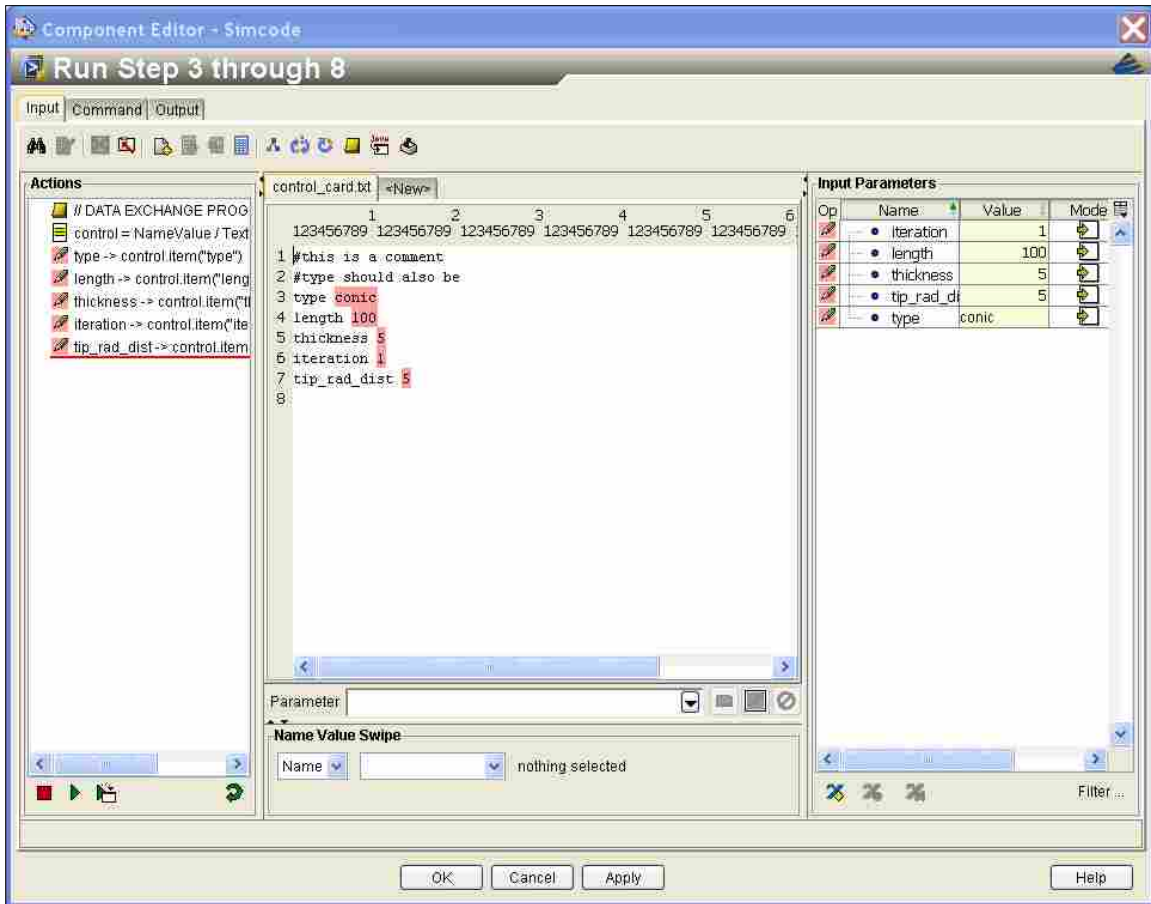 Component Editor - Simcode
Run Step 3 through 8
Input Command Output
Actions
// DATA EXCHANGE PROG
control = NameValue / Text
type -> control.item("type")
length -> control.item("leng
thickness -> control.item("tl
iteration -> control.item("ite
tip_rad_dist -> control.item
control_card.txt <New>
1 2 3 4 5 6
123456789 123456789 123456789 123456789 123456789 123456789
1 #this is a comment
2 #type should also be
3 type conic
4 length 100
5 thickness 5
6 iteration 1
7 tip_rad_dist 5
8
Parameter
Name Value Swipe
Name nothing selected
Input Parameters
Op Name Value Mode
iteration 1
length 100
thickness 5
tip_rad_di 5
type conic
Filter ...
OK Cancel Apply Help